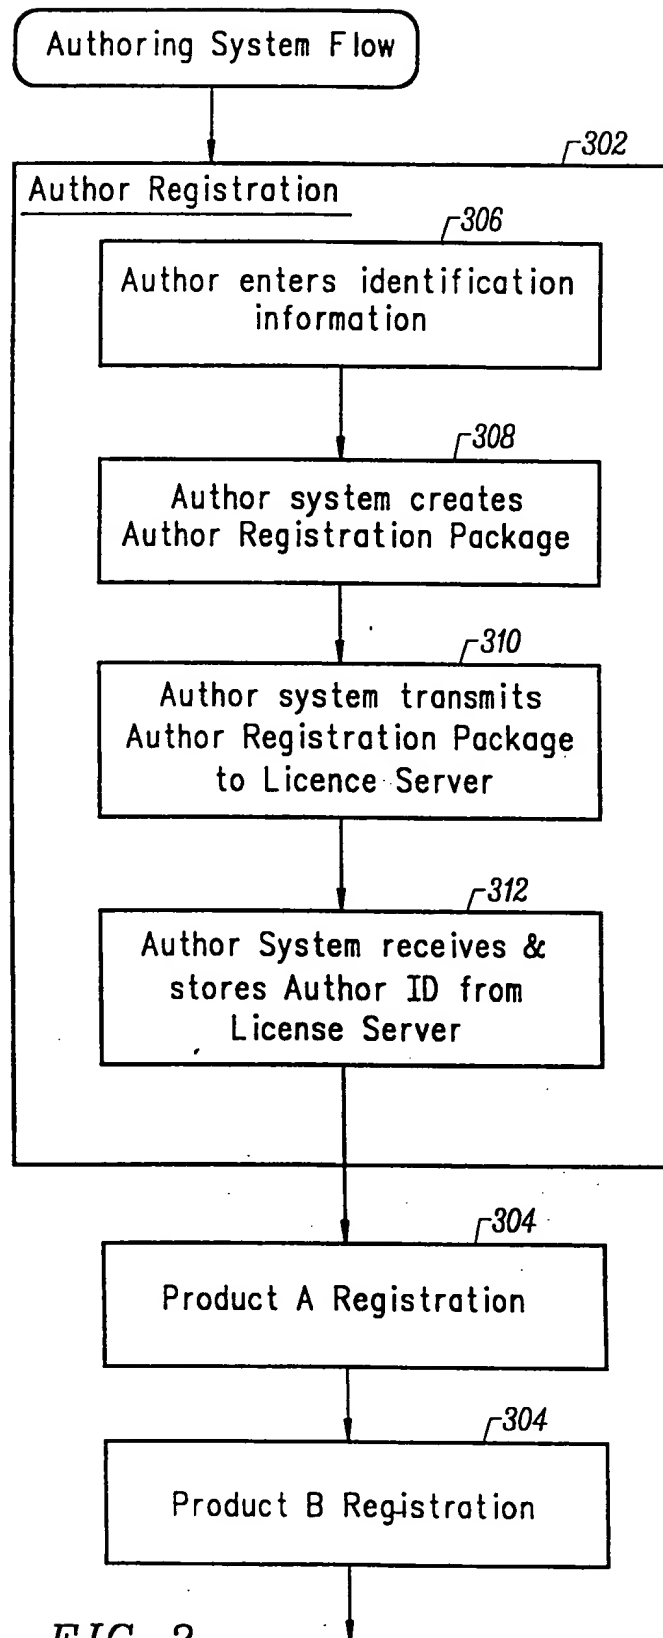 Authoring System Flow
302
Author Registration
306
Author enters identification
information
308
Author system creates
Author Registration Package
310
Author system transmits
Author Registration Package
to Licence Server
312
Author System receives &
stores Author ID from
License Server
304
Product A Registration
304
Product B Registration
FIG.